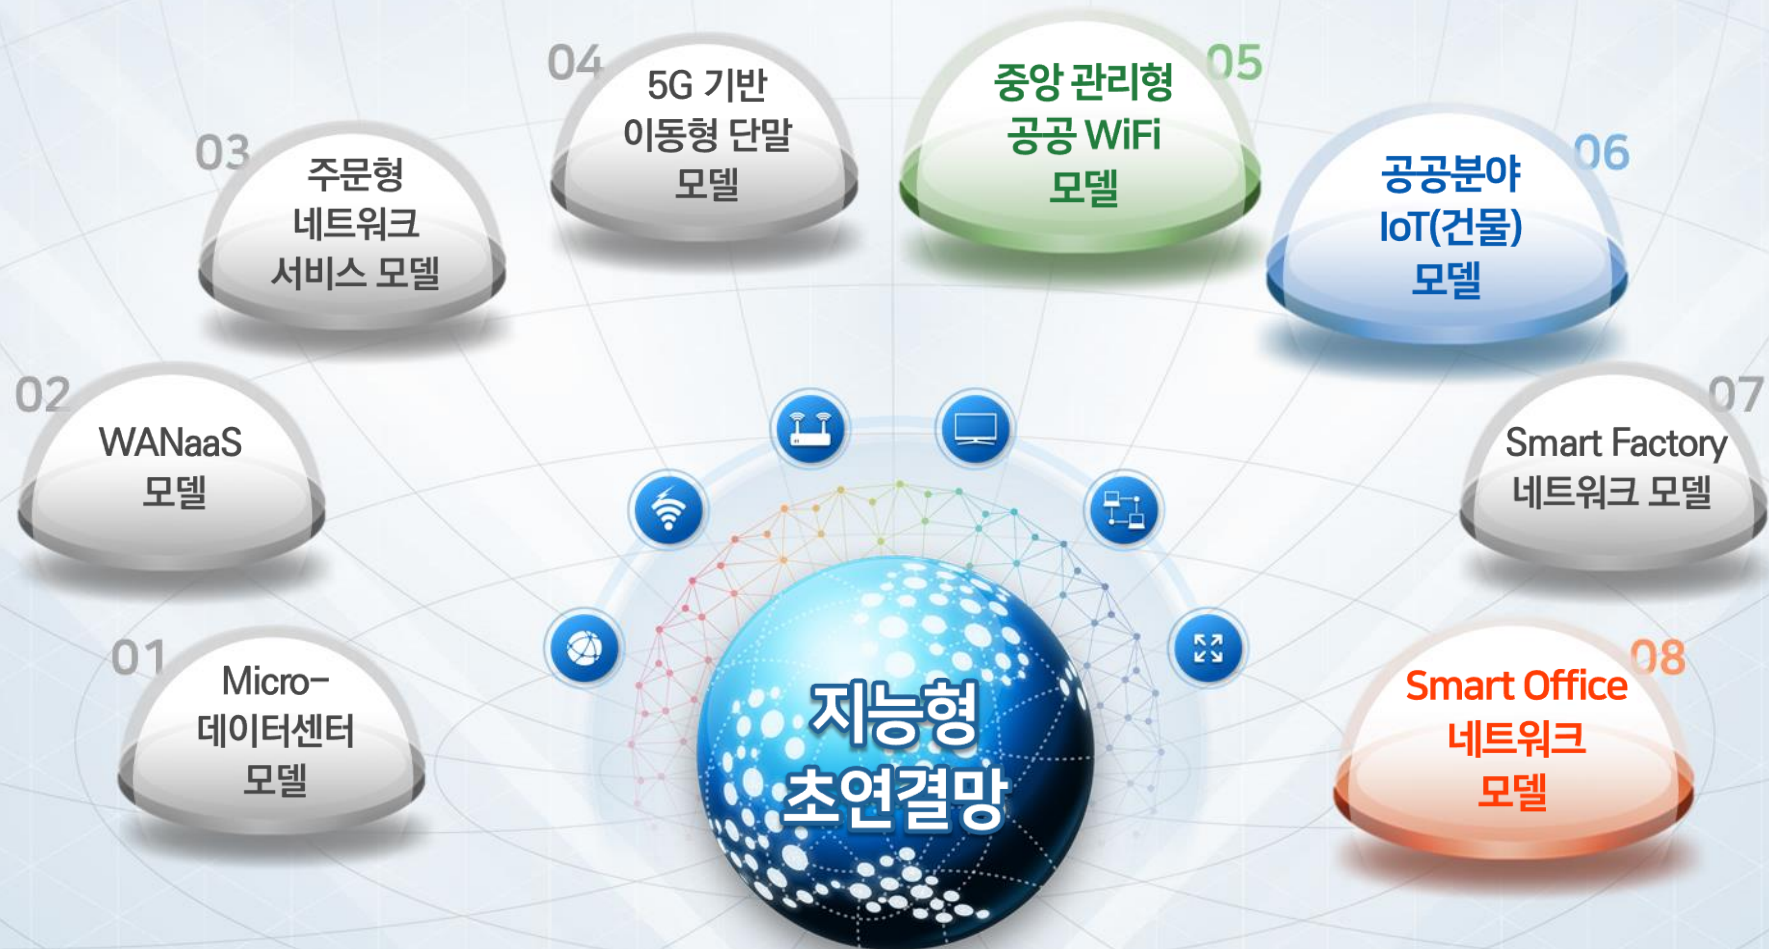 01
Micro-
데이터센터
모델
02
WANaaS
모델
03
주문형
네트워크
서비스 모델
04
5G 기반
이동형 단말
모델
05
중앙 관리형
공공 WiFi
모델
06
공공분야
IoT(건물)
모델
07
Smart Factory
네트워크 모델
08
Smart Office
네트워크
모델
지능형
초연결망